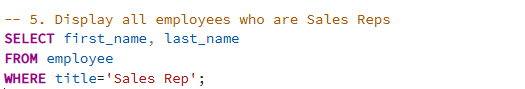 -- 5. Display all employees who are Sales Reps
SELECT first_name, last_name
FROM employee
WHERE title='Sales Rep';